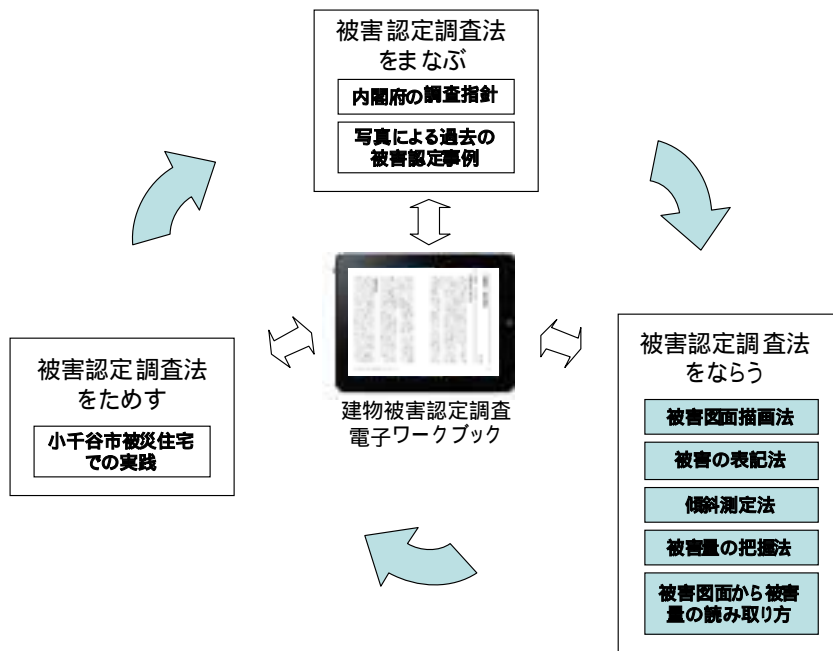 被害認定調査法
をまなぶ
内閣府の調査指針
写真による過去の
被害認定事例
被害認定調査法
をならう
被害図面描画法
被害の表記法
傾斜測定法
被害量の把握法
被害図面から被害
量の読み取り方
被害認定調査法
をためす
小千谷市被災住宅
での実践
建物被害認定調査
電子ワークブック